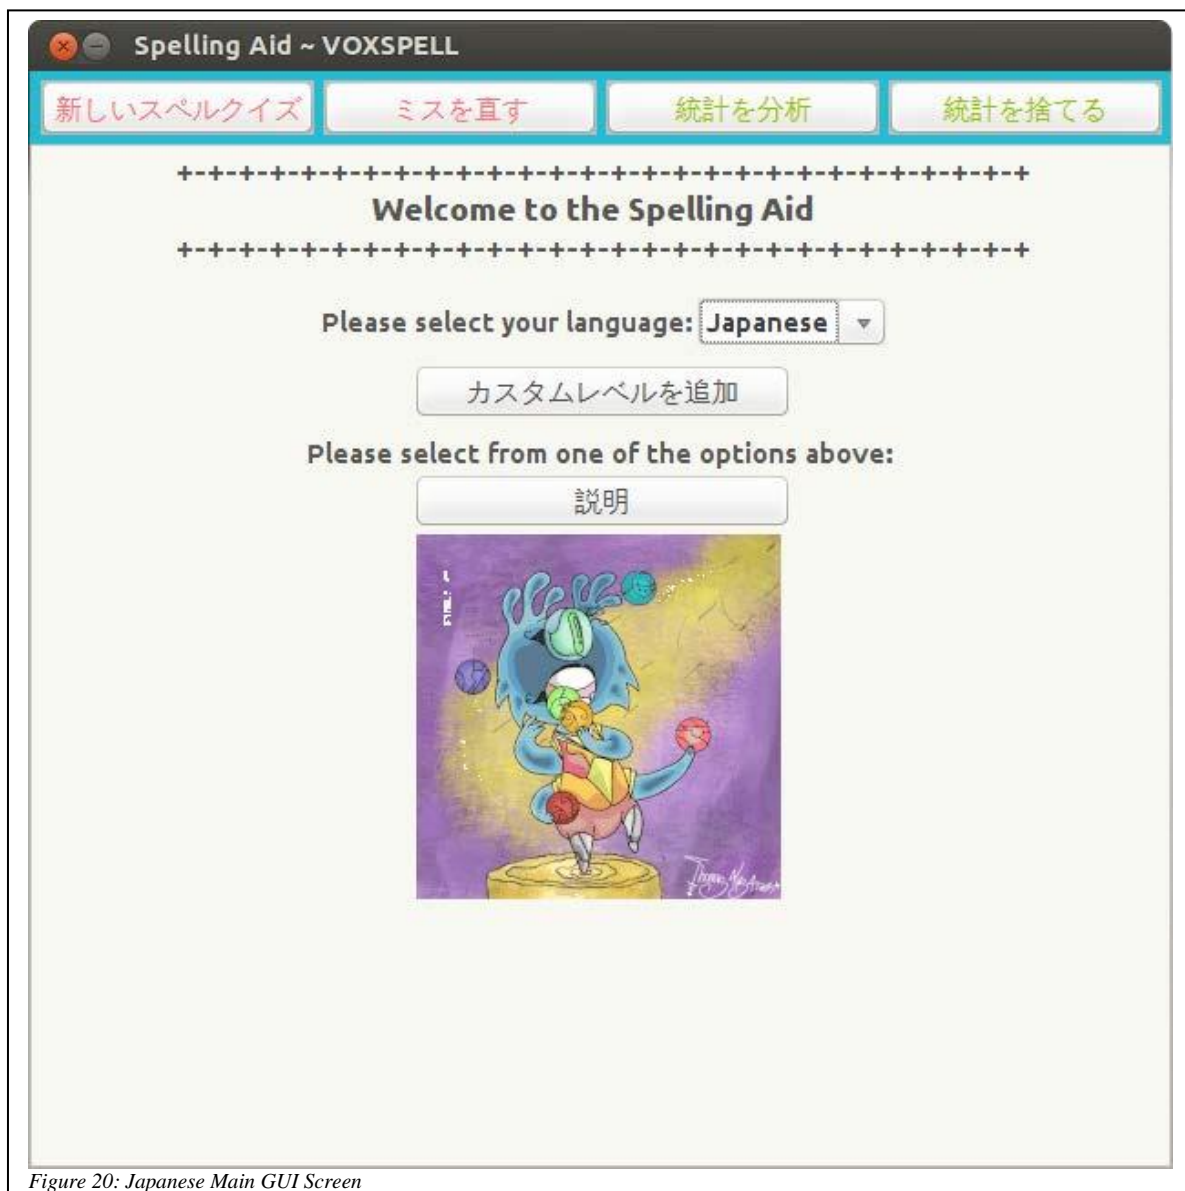 Spelling Aid ~ VOXSPELL
新しいスペルクイズ ミスを直す 統計を分析 統計を捨てる
+-+-+-+-+-+-+-+-+-+-+-+-+-+-+-+-+-+-+-+-+-+-+-+-+-+-+-+
Welcome to the Spelling Aid
+-+-+-+-+-+-+-+-+-+-+-+-+-+-+-+-+-+-+-+-+-+-+-+-+-+-+-+
Please select your language: Japanese
カスタムレベルを追加
Please select from one of the options above:
説明
Figure 20: Japanese Main GUI Screen